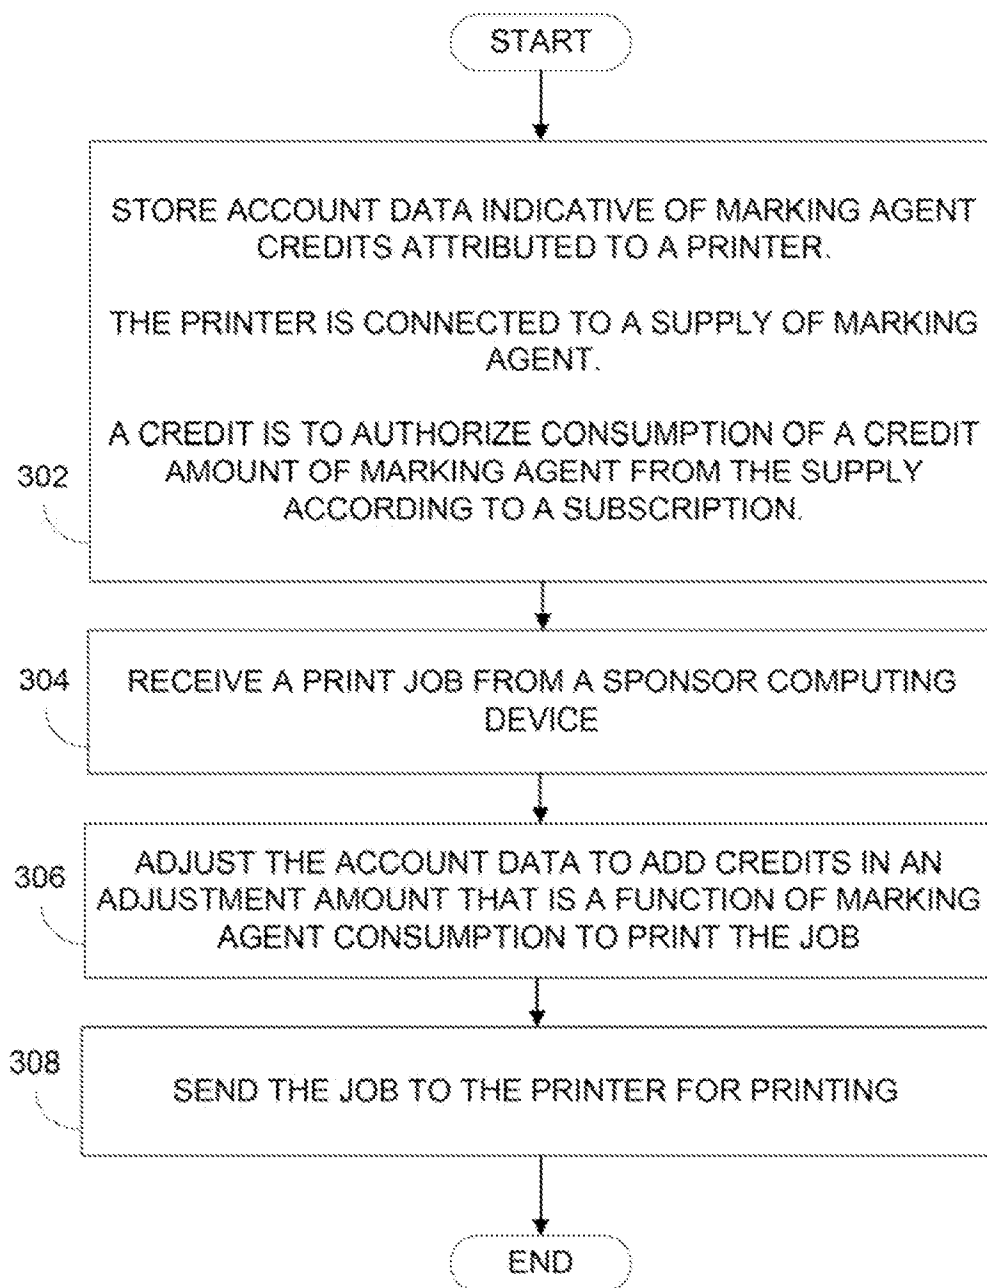 START
STORE ACCOUNT DATA INDICATIVE OF MARKING AGENT
CREDITS ATTRIBUTED TO A PRINTER.
THE PRINTER IS CONNECTED TO A SUPPLY OF MARKING
AGENT.
A CREDIT IS TO AUTHORIZE CONSUMPTION OF A CREDIT
AMOUNT OF MARKING AGENT FROM THE SUPPLY
ACCORDING TO A SUBSCRIPTION.
302
RECEIVE A PRINT JOB FROM A SPONSOR COMPUTING
DEVICE
304
ADJUST THE ACCOUNT DATA TO ADD CREDITS IN AN
ADJUSTMENT AMOUNT THAT IS A FUNCTION OF MARKING
AGENT CONSUMPTION TO PRINT THE JOB
306
SEND THE JOB TO THE PRINTER FOR PRINTING
308
END